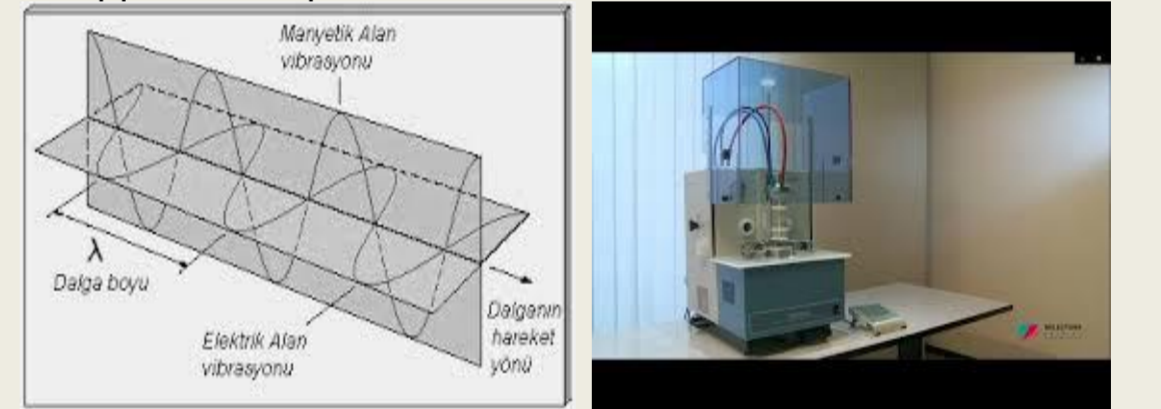 Manyetik Alan
vibrasyonu
λ
Dalga boyu
Elektrik Alan
vibrasyonu
Dalganın
hareket
yönü